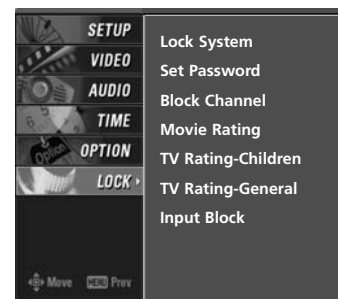 SETUP
VIDEO
AUDIO
TIME
OPTION
LOCK
Move MENU Prev
Lock System
Set Password
Block Channel
Movie Rating
TV Rating-Children
TV Rating-General
Input Block